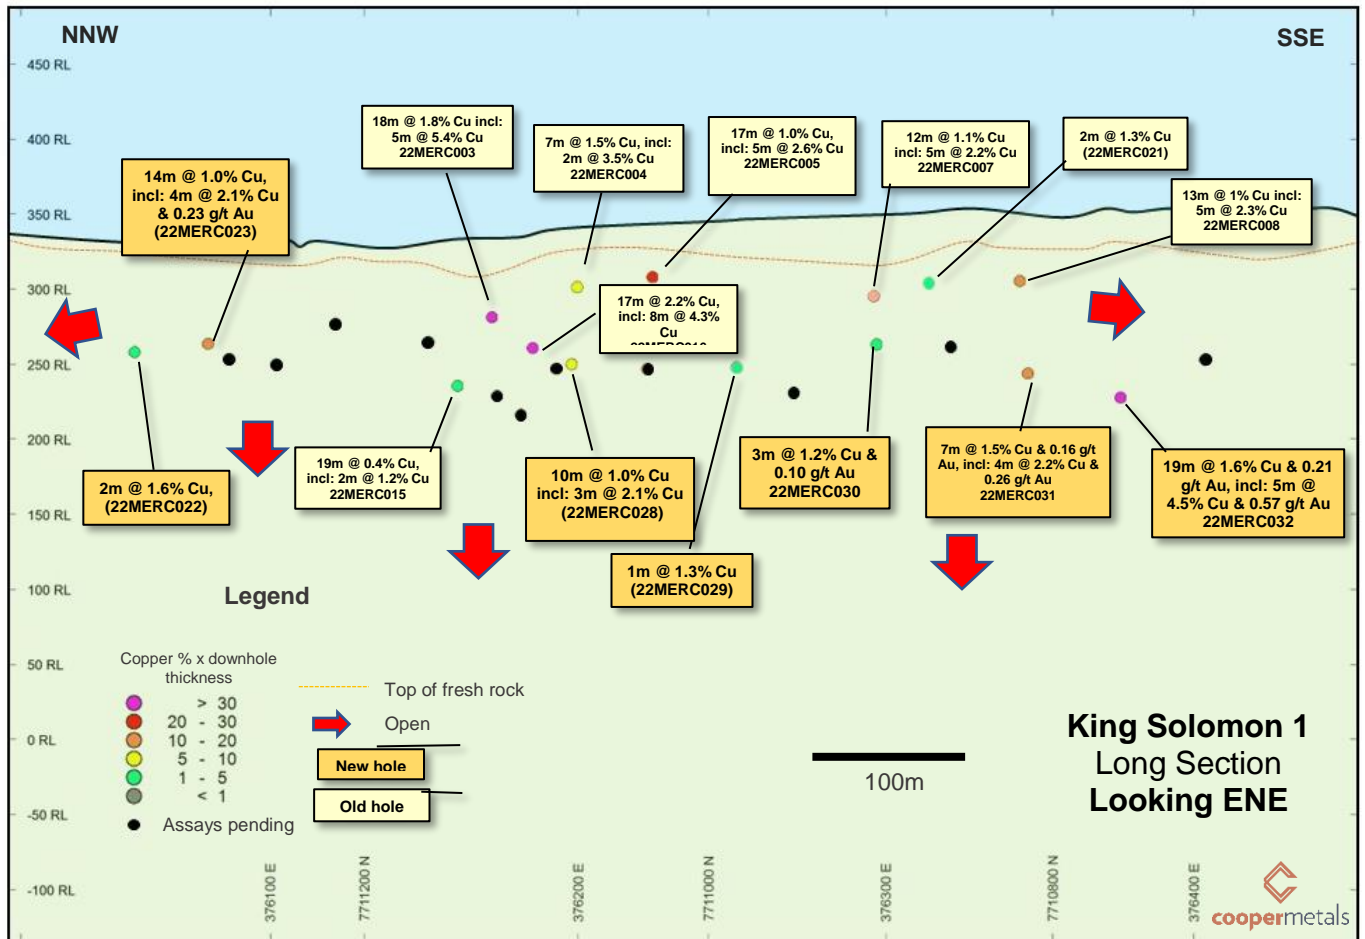 NNW
SSE
450 RL
400 RL
350 RL
300 RL
250 RL
200 RL
150 RL
100 RL
50 RL
0 RL
-50 RL
-100 RL
14m @ 1.0% Cu,
incl: 4m @ 2.1% Cu
& 0.23 g/t Au
(22MERC023)
18m @ 1.8% Cu incl:
5m @ 5.4% Cu
22MERC003
7m @ 1.5% Cu, incl:
2m @ 3.5% Cu
22MERC004
17m @ 1.0% Cu,
incl: 5m @ 2.6% Cu
22MERC005
12m @ 1.1% Cu
incl: 5m @ 2.2% Cu
22MERC007
2m @ 1.3% Cu
(22MERC021)
13m @ 1% Cu incl:
5m @ 2.3% Cu
22MERC008
17m @ 2.2% Cu,
incl: 8m @ 4.3%
Cu
2m @ 1.6% Cu,
(22MERC022)
19m @ 0.4% Cu,
incl: 2m @ 1.2% Cu
22MERC015
10m @ 1.0% Cu
incl: 3m @ 2.1% Cu
(22MERC028)
1m @ 1.3% Cu
(22MERC029)
3m @ 1.2% Cu &
0.10 g/t Au
22MERC030
7m @ 1.5% Cu & 0.16 g/t
Au, incl: 4m @ 2.2% Cu &
0.26 g/t Au
22MERC031
19m @ 1.6% Cu & 0.21
g/t Au, incl: 5m @
4.5% Cu & 0.57 g/t Au
22MERC032
Legend
Copper % x downhole
thickness
> 30
20 - 30
10 - 20
5 - 10
1 - 5
< 1
Assays pending
Top of fresh rock
Open
New hole
Old hole
100m
King Solomon 1
Long Section
Looking ENE
376100 E
7711200 N
376200 E
7711000 N
376300 E
7710800 N
376400 E
coopermetals